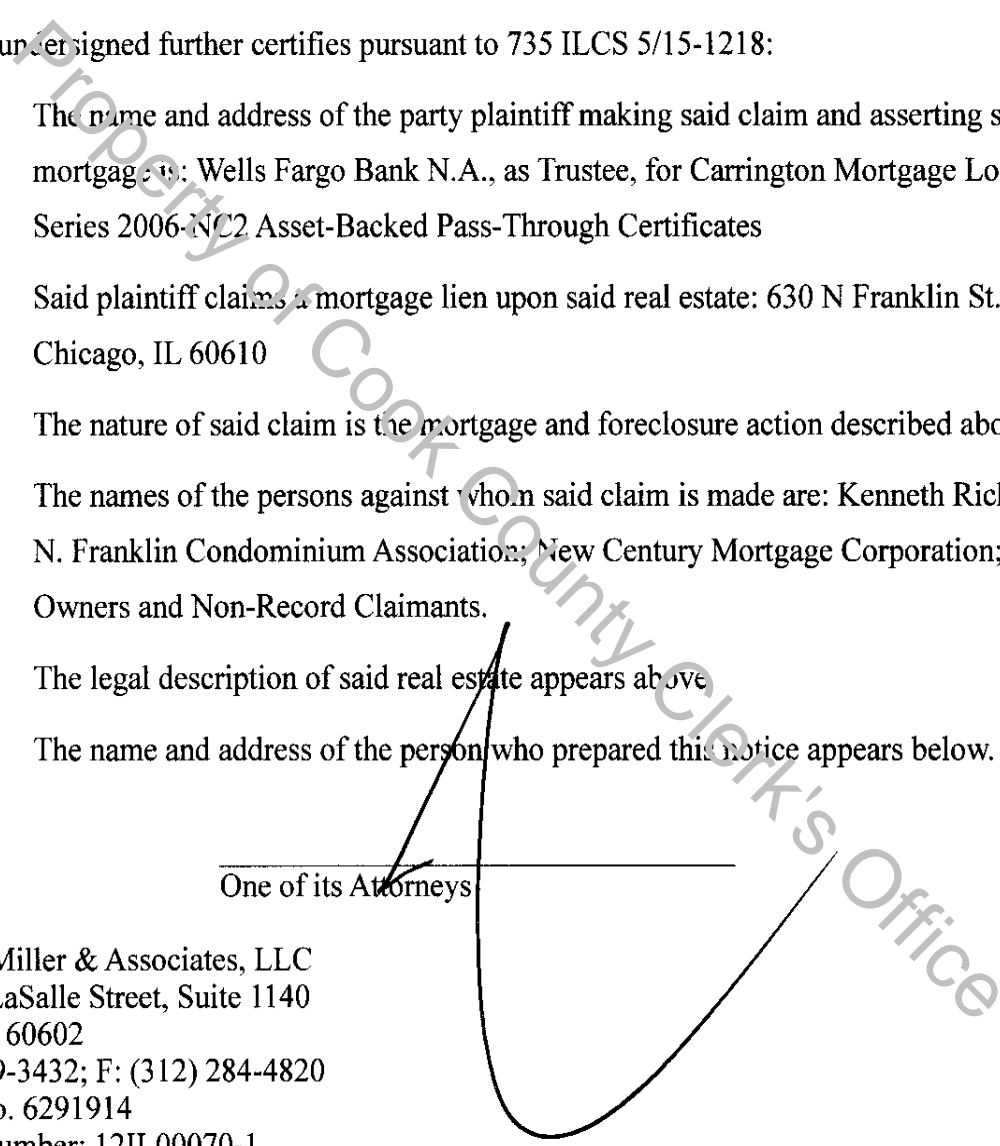 undersigned further certifies pursuant to 735 ILCS 5/15-1218:
The name and address of the party plaintiff making said claim and asserting s
mortgage is: Wells Fargo Bank N.A., as Trustee, for Carrington Mortgage Lo
Series 2006-NC2 Asset-Backed Pass-Through Certificates
Said plaintiff claims a mortgage lien upon said real estate: 630 N Franklin St.
Chicago, IL 60610
The nature of said claim is the mortgage and foreclosure action described abo
The names of the persons against whom said claim is made are: Kenneth Ric
N. Franklin Condominium Association; New Century Mortgage Corporation;
Owners and Non-Record Claimants.
The legal description of said real estate appears above
The name and address of the person who prepared this notice appears below.
One of its Attorneys
Miller & Associates, LLC
LaSalle Street, Suite 1140
60602
9-3432; F: (312) 284-4820
o. 6291914
umber: 12IL00070-1
Property of Cook County Clerk's Office